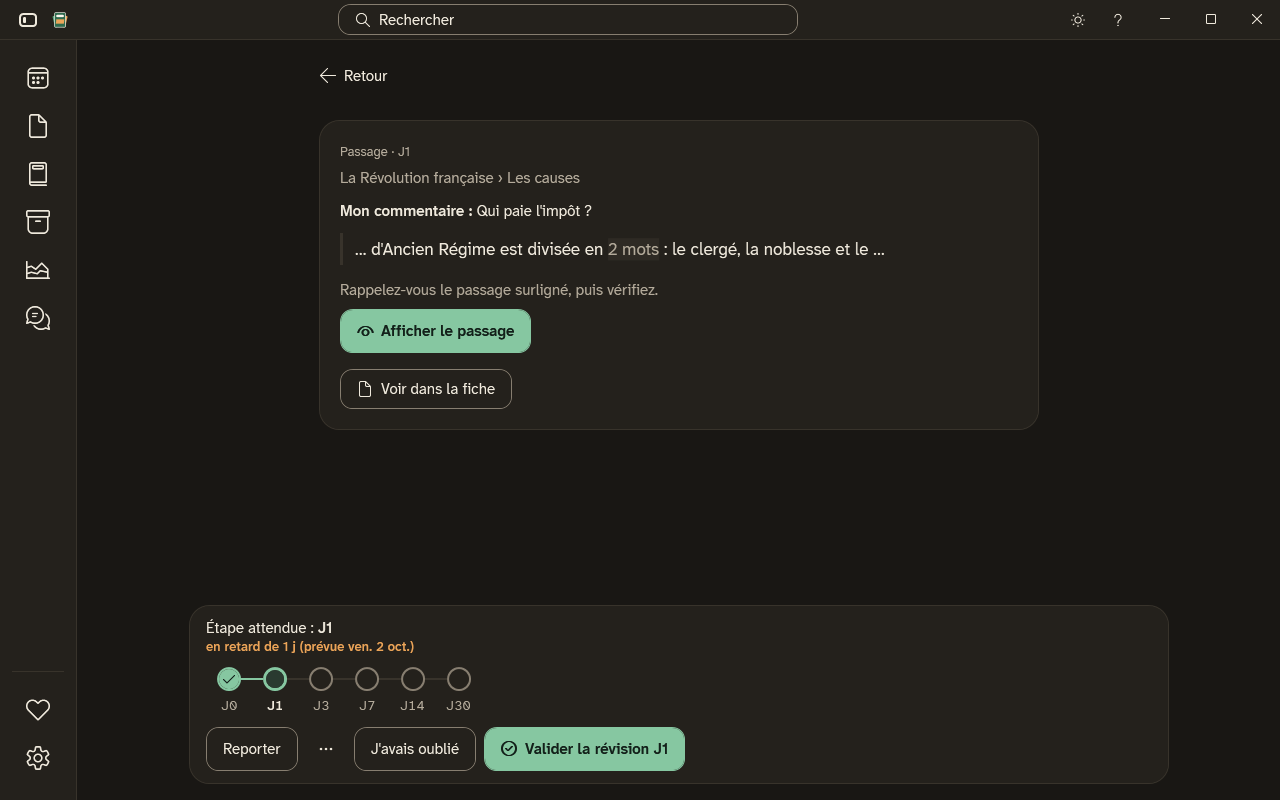 Rechercher
?
Retour
Passage · J1
La Révolution française › Les causes
Mon commentaire : Qui paie l'impôt ?
... d'Ancien Régime est divisée en 2 mots : le clergé, la noblesse et le ...
Rappelez-vous le passage surligné, puis vérifiez.
Afficher le passage
Voir dans la fiche
Étape attendue : J1
en retard de 1 j (prévue ven. 2 oct.)
J0 J1 J3 J7 J14 J30
Reporter ... J'avais oublié Valider la révision J1